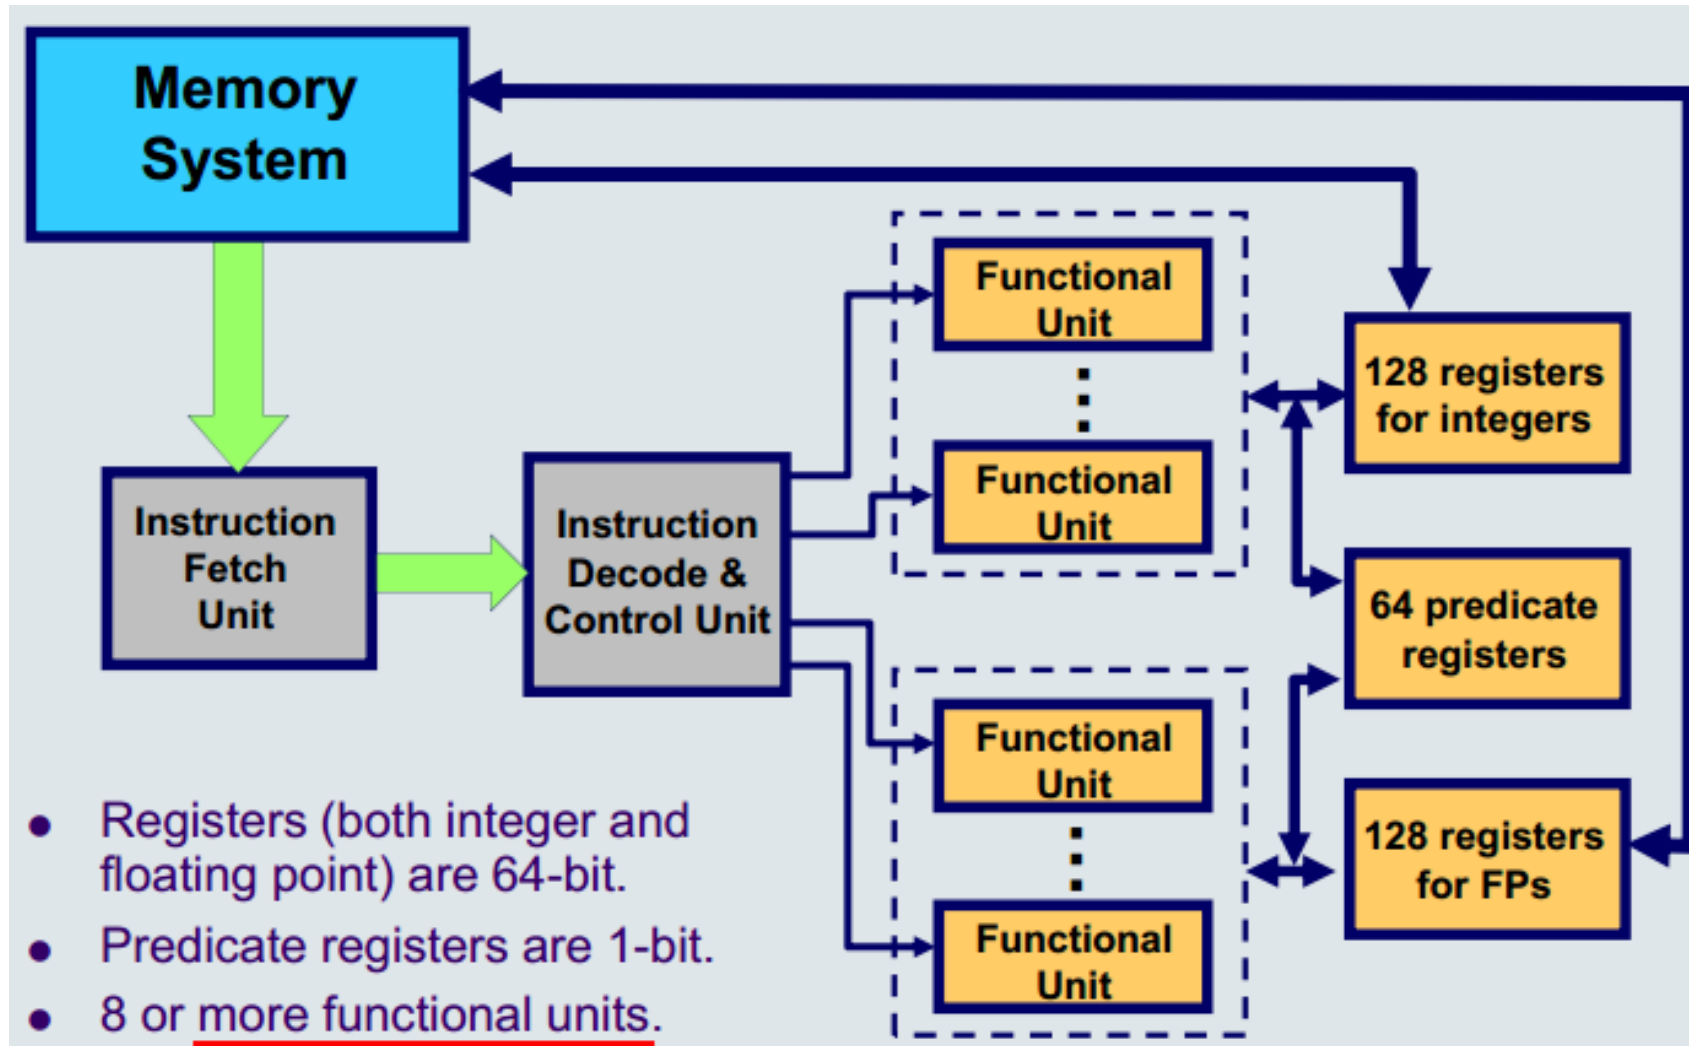 Memory
System
Functional
Unit
128 registers
for integers
Functional
Unit
Instruction
Fetch
Unit
Instruction
Decode &
Control Unit
64 predicate
registers
Functional
Unit
128 registers
for FPs
Functional
Unit
● Registers (both integer and
floating point) are 64-bit.
● Predicate registers are 1-bit.
● 8 or more functional units.